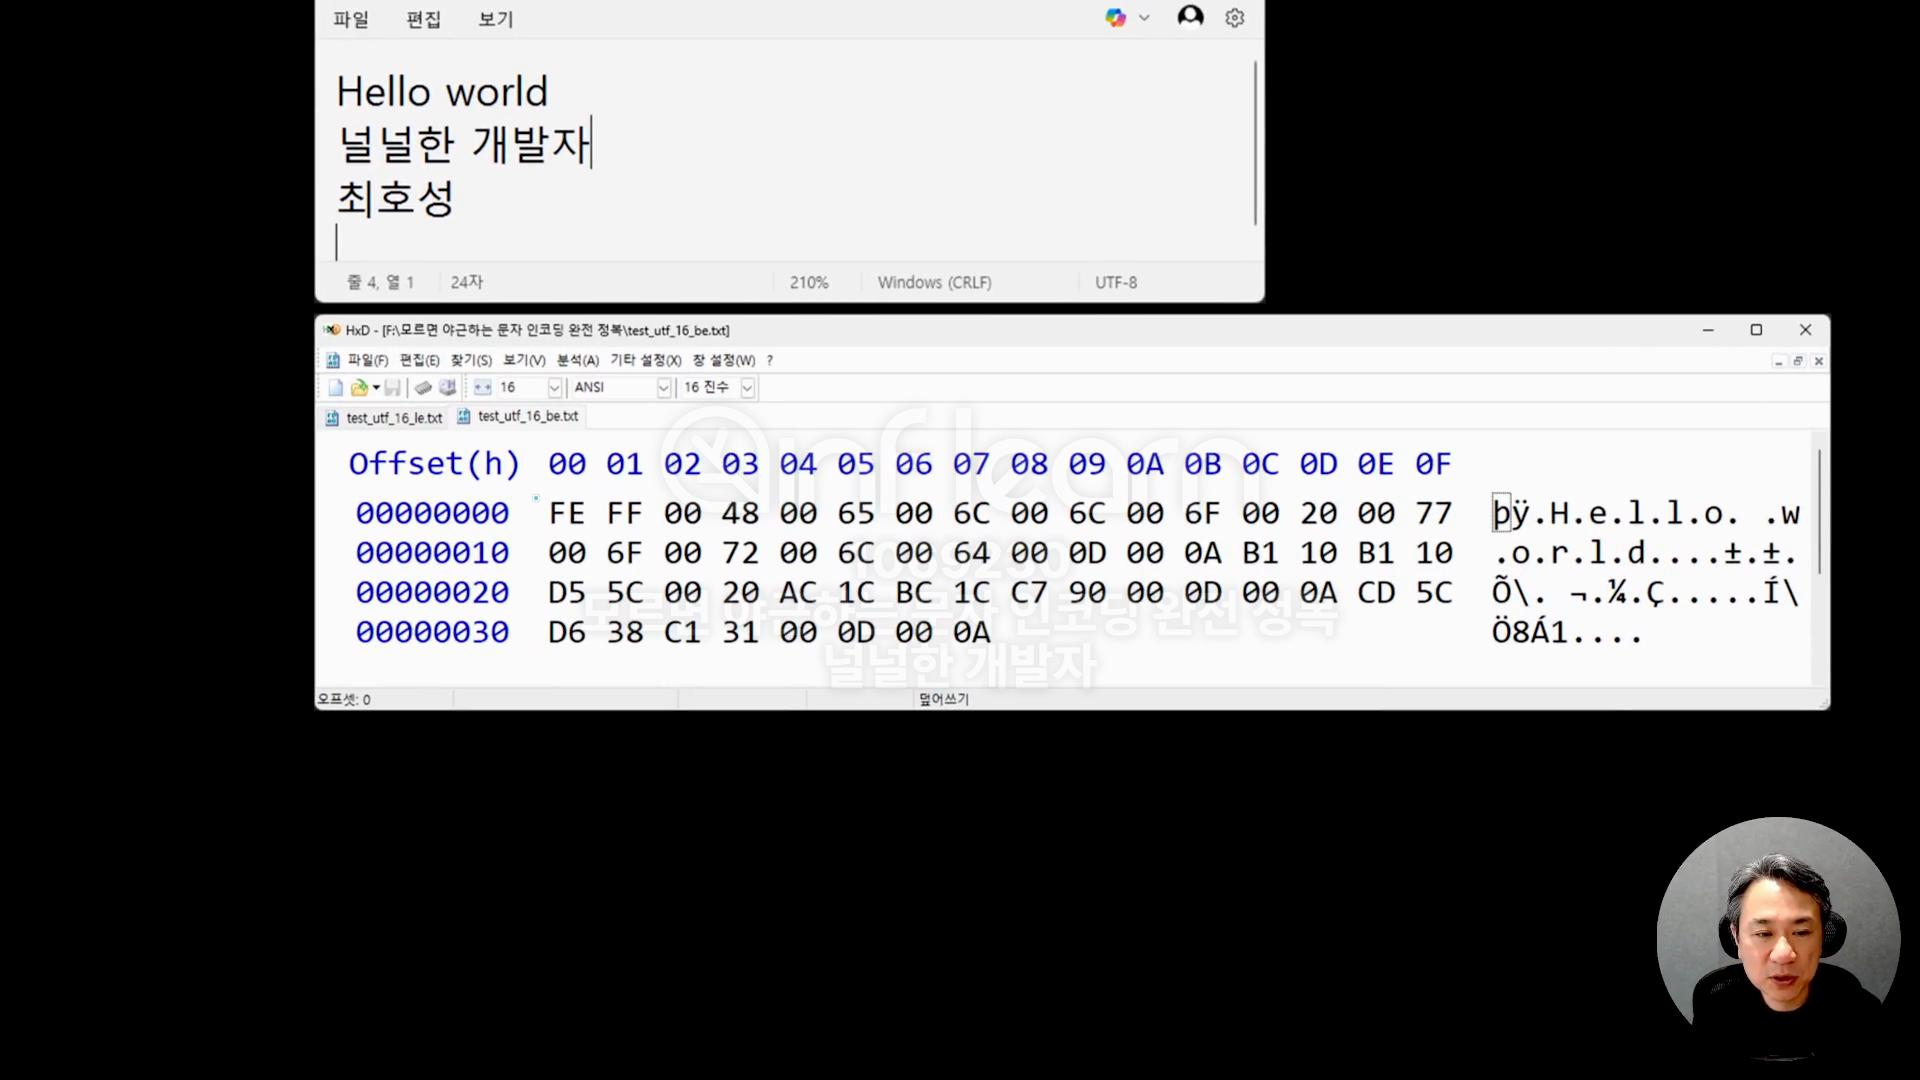 파일 편집 보기
Hello world
널널한 개발자
최호성
줄 4, 열 1 24자 210% Windows (CRLF) UTF-8
HxD - [F:\모르면 야근하는 문자 인코딩 완전 정복\test_utf_16_be.txt]
파일(F) 편집(E) 찾기(S) 보기(V) 분석(A) 기타 설정(X) 창 설정(W) ?
16 ANSI 16 진수
test_utf_16_le.txt test_utf_16_be.txt
inflearn
Offset(h) 00 01 02 03 04 05 06 07 08 09 0A 0B 0C 0D 0E 0F
00000000 FE FF 00 48 00 65 00 6C 00 6C 00 6F 00 20 00 77 þÿ.H.e.l.l.o. .w
00000010 00 6F 00 72 00 6C 00 64 00 0D 00 0A B1 10 B1 10 .o.r.l.d....±.±.
1069230
00000020 D5 5C 00 20 AC 1C BC 1C C7 90 00 0D 00 0A CD 5C Õ\. ¬.¼.Ç.....Í\
모르면 야근하는 문자 인코딩 완전 정복
00000030 D6 38 C1 31 00 0D 00 0A Ö8Á1....
널널한 개발자
오프셋: 0 덮어쓰기